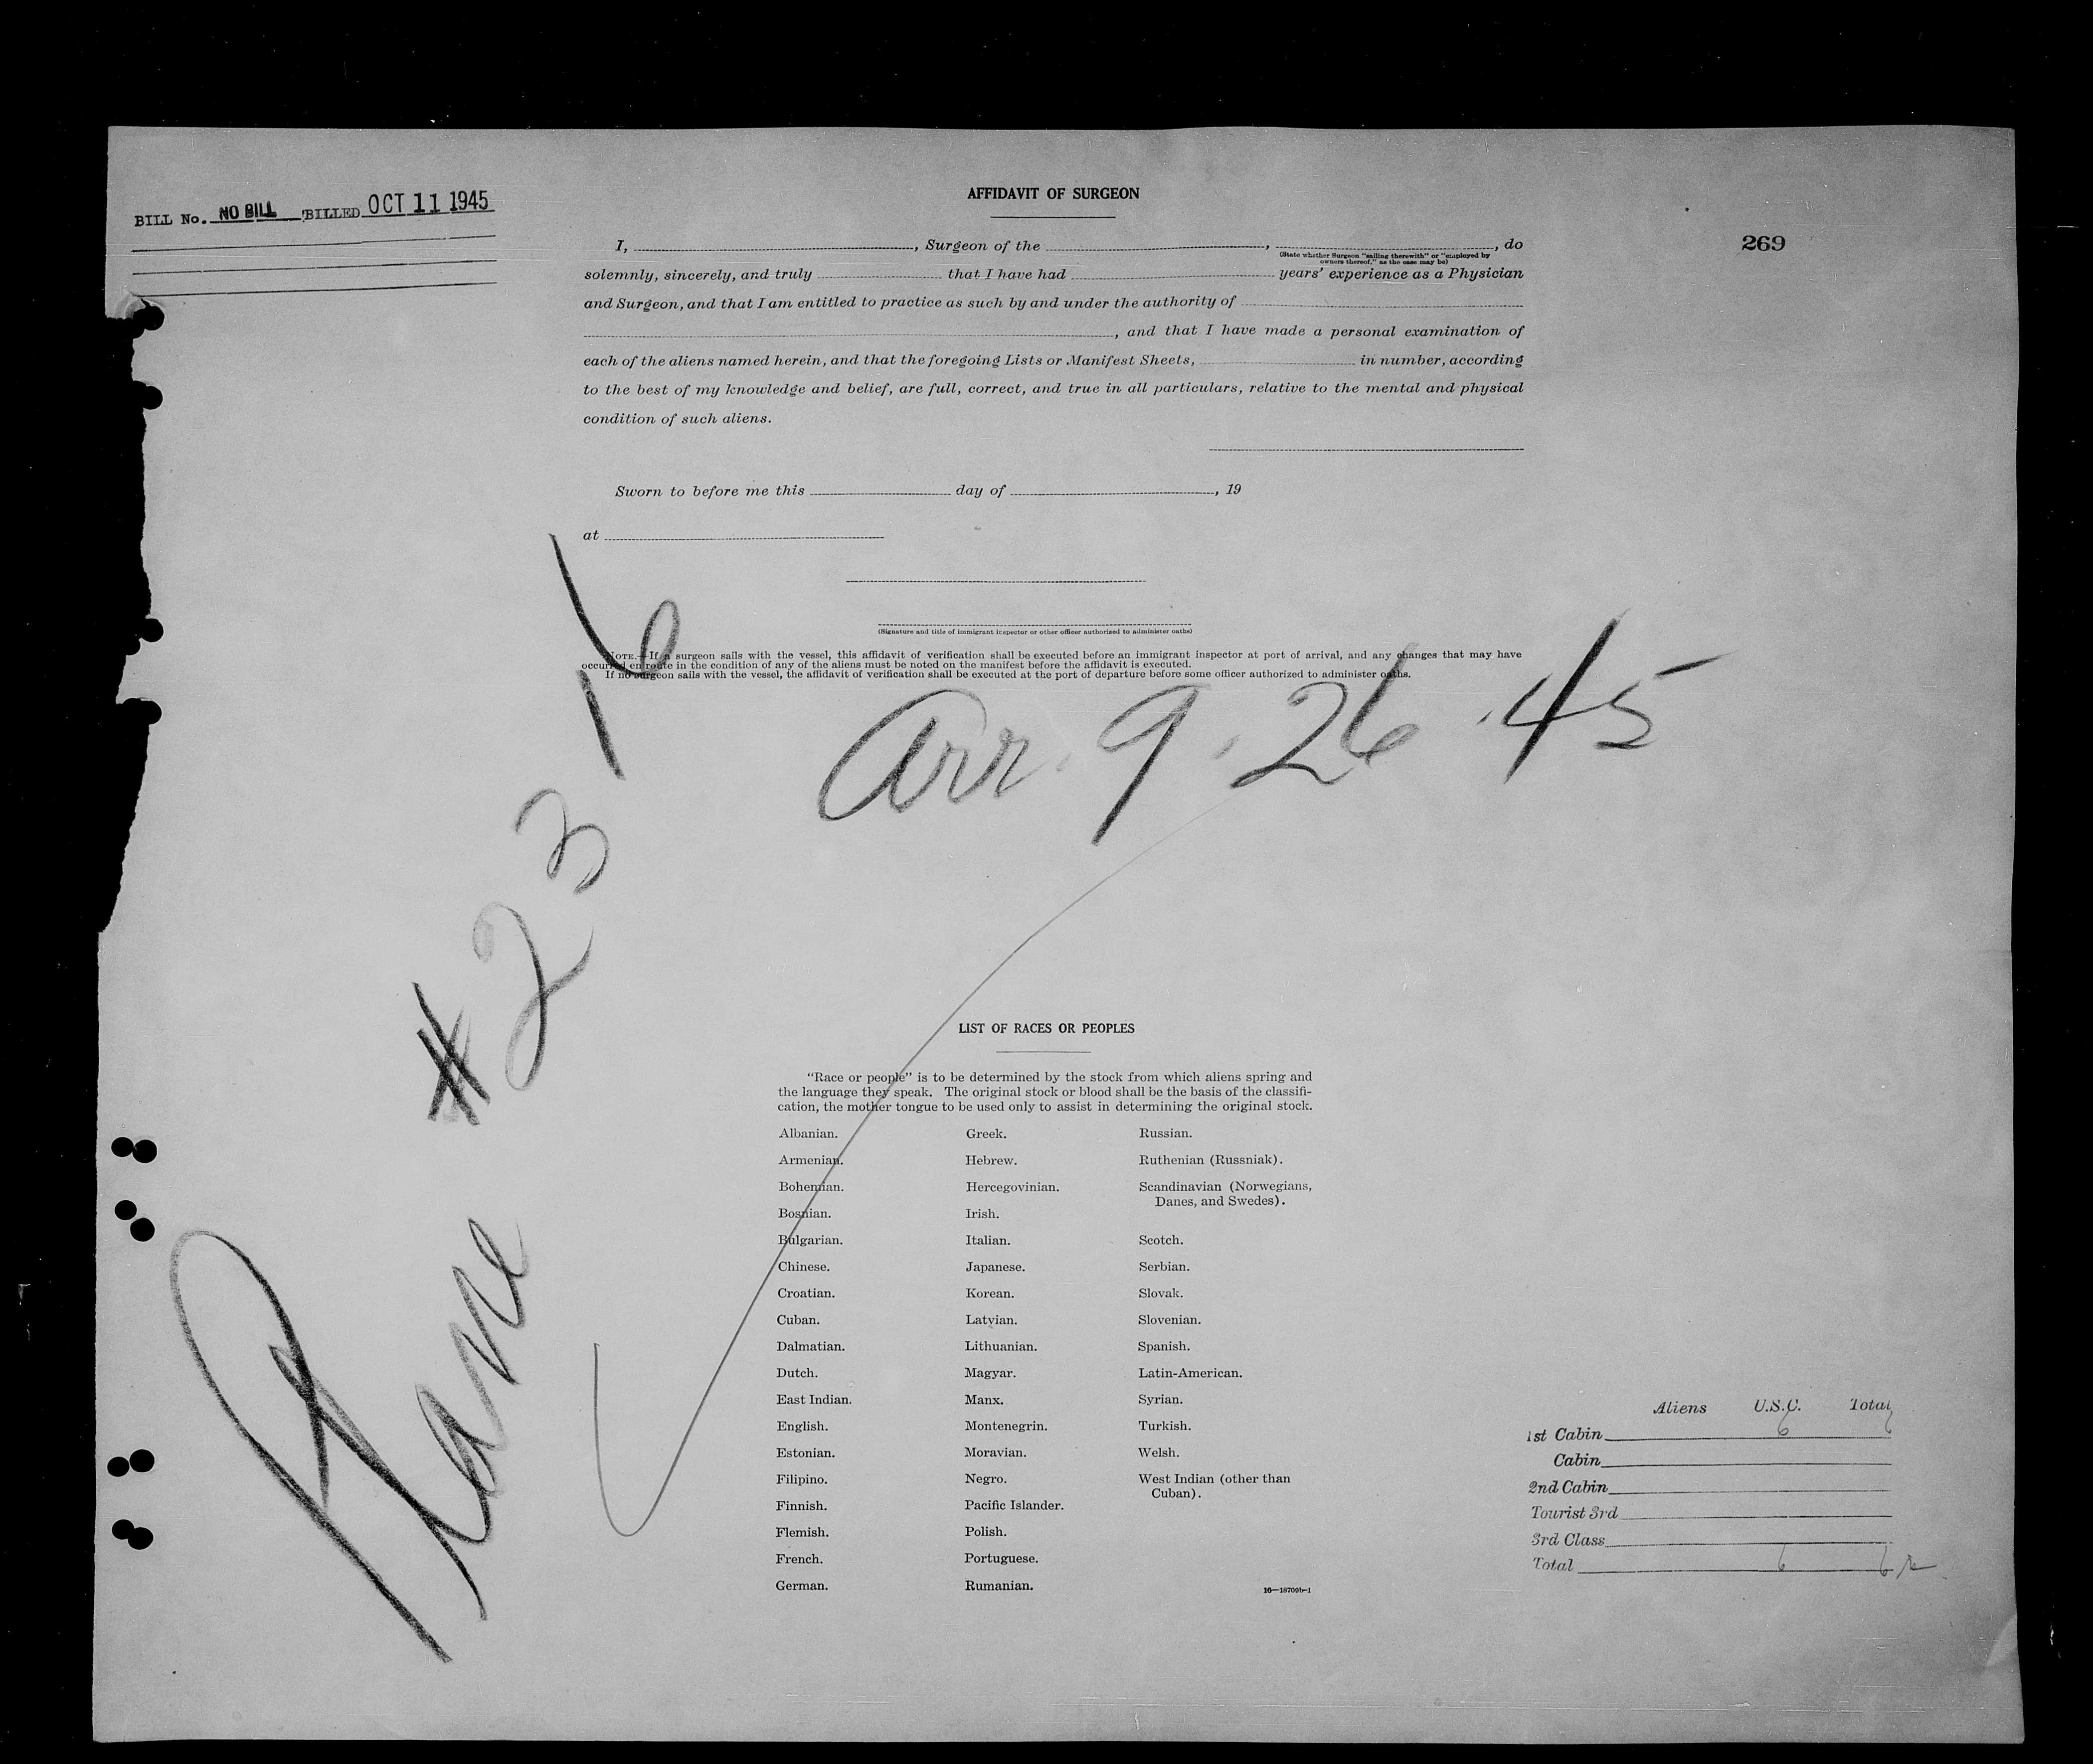 BILL No. NO BILL BILLED OCT 11 1945
AFFIDAVIT OF SURGEON
269
I, , Surgeon of the , , do
(State whether Surgeon "sailing therewith" or "employed by
owners thereof," as the case may be)
solemnly, sincerely, and truly that I have had years' experience as a Physician
and Surgeon, and that I am entitled to practice as such by and under the authority of
, and that I have made a personal examination of
each of the aliens named herein, and that the foregoing Lists or Manifest Sheets, in number, according
to the best of my knowledge and belief, are full, correct, and true in all particulars, relative to the mental and physical
condition of such aliens.
Sworn to before me this day of , 19
at
(Signature and title of immigrant inspector or other officer authorized to administer oaths)
NOTE.—If a surgeon sails with the vessel, this affidavit of verification shall be executed before an immigrant inspector at port of arrival, and any changes that may have
occurred en route in the condition of any of the aliens must be noted on the manifest before the affidavit is executed.
If no surgeon sails with the vessel, the affidavit of verification shall be executed at the port of departure before some officer authorized to administer oaths.
Arr. 9. 26. 45
Plane #2316
LIST OF RACES OR PEOPLES
"Race or people" is to be determined by the stock from which aliens spring and
the language they speak. The original stock or blood shall be the basis of the classifi-
cation, the mother tongue to be used only to assist in determining the original stock.
Albanian.
Armenian.
Bohemian.
Bosnian.
Bulgarian.
Chinese.
Croatian.
Cuban.
Dalmatian.
Dutch.
East Indian.
English.
Estonian.
Filipino.
Finnish.
Flemish.
French.
German.
Greek.
Hebrew.
Hercegovinian.
Irish.
Italian.
Japanese.
Korean.
Latvian.
Lithuanian.
Magyar.
Manx.
Montenegrin.
Moravian.
Negro.
Pacific Islander.
Polish.
Portuguese.
Rumanian.
Russian.
Ruthenian (Russniak).
Scandinavian (Norwegians,
Danes, and Swedes).
Scotch.
Serbian.
Slovak.
Slovenian.
Spanish.
Latin-American.
Syrian.
Turkish.
Welsh.
West Indian (other than
Cuban).
16—18700b-1
Aliens U.S.C. Total
1st Cabin 6 6
Cabin
2nd Cabin
Tourist 3rd
3rd Class
Total 6 6